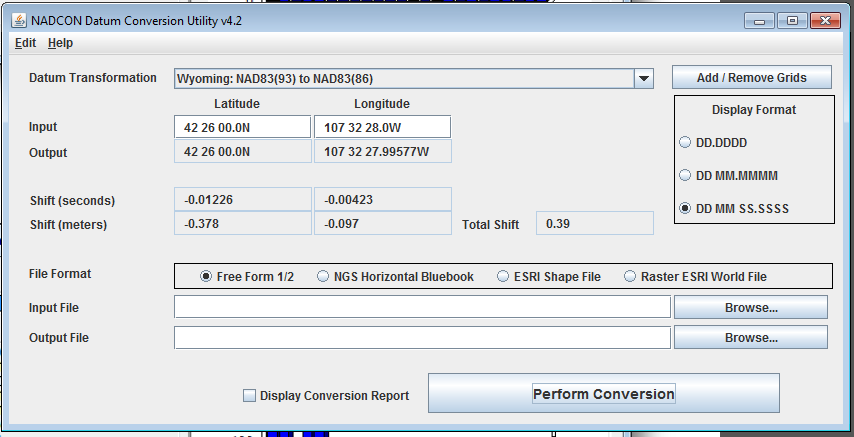 NADCON Datum Conversion Utility v4.2
Edit Help
Datum Transformation Wyoming: NAD83(93) to NAD83(86) Add / Remove Grids
Latitude Longitude Display Format
Input 42 26 00.0N 107 32 28.0W
DD.DDDD
Output 42 26 00.0N 107 32 27.99577W
DD MM.MMMM
Shift (seconds) -0.01226 -0.00423
DD MM SS.SSSS
Shift (meters) -0.378 -0.097 Total Shift 0.39
File Format Free Form 1/2 NGS Horizontal Bluebook ESRI Shape File Raster ESRI World File
Input File Browse...
Output File Browse...
Display Conversion Report Perform Conversion